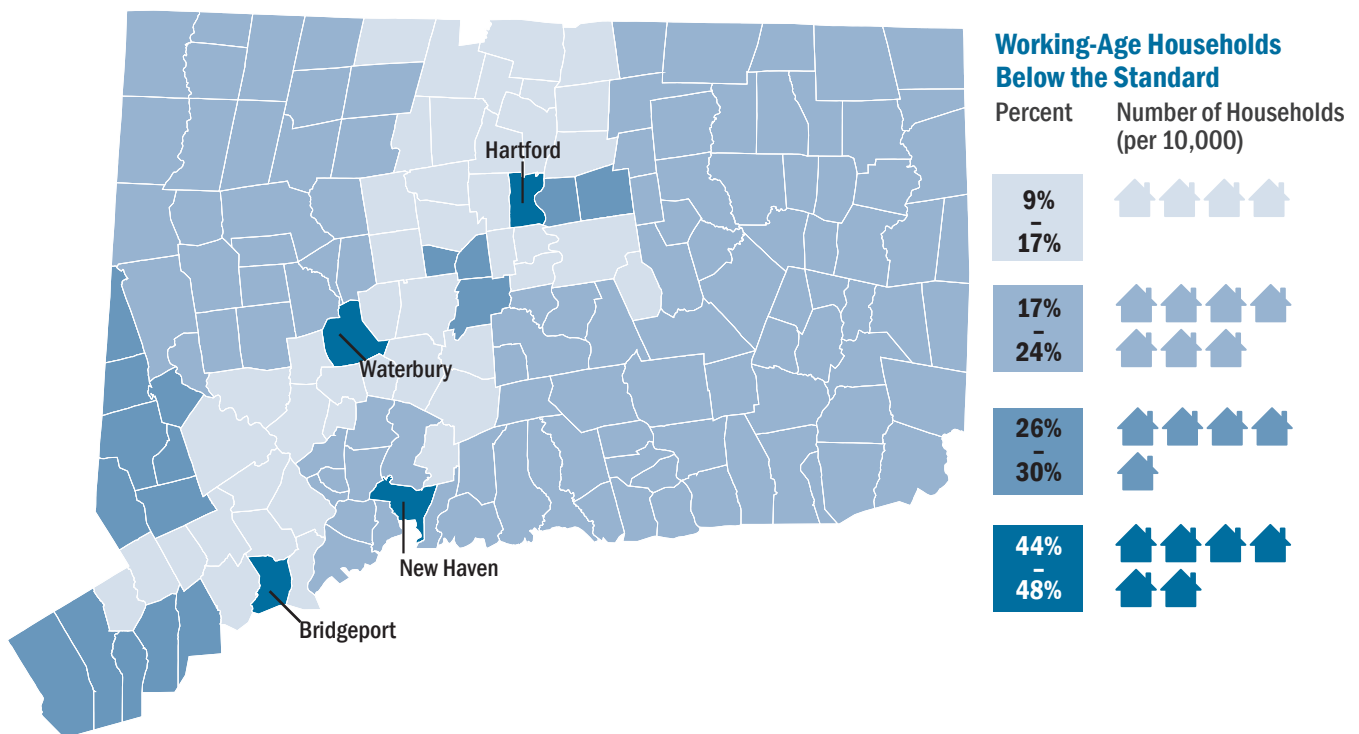 Working-Age Households
Below the Standard
Percent
Number of Households
(per 10,000)
9%
–
17%
17%
–
24%
26%
–
30%
44%
–
48%
Hartford
Waterbury
New Haven
Bridgeport